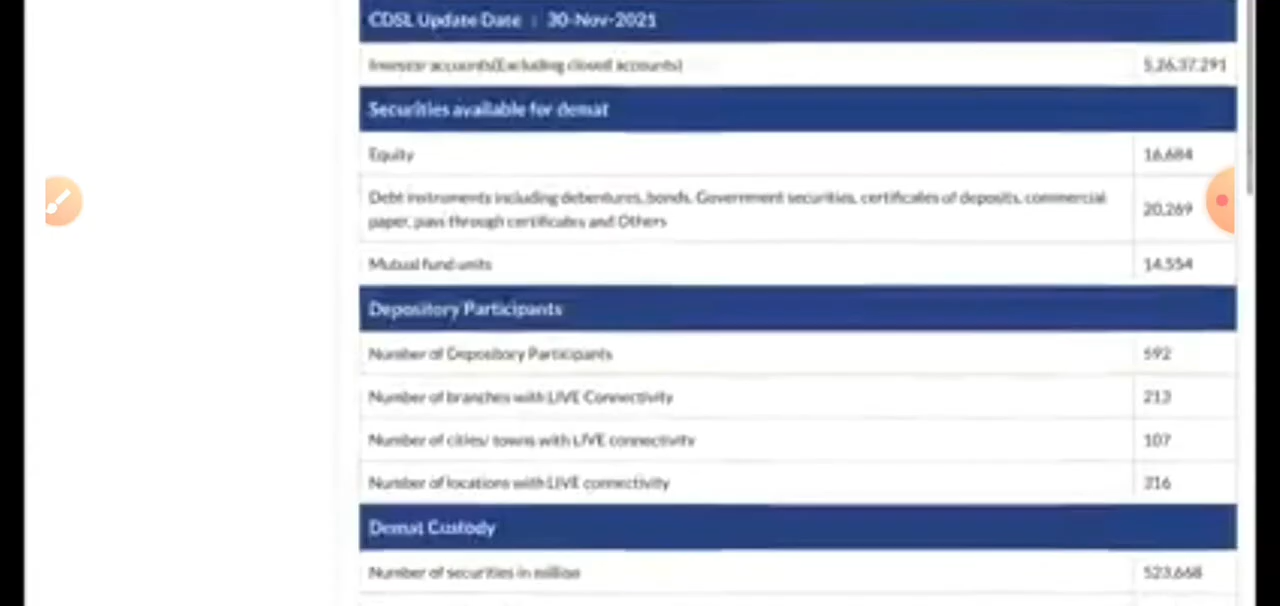 CDSL Update Date : 30-Nov-2021
Investor accounts(Excluding closed accounts) 5,26,37,291
Securities available for demat
Equity 16,684
Debt instruments including debentures, bonds, Government securities, certificates of deposits, commercial
paper, pass through certificates and Others 20,269
Mutual fund units 14,554
Depository Participants
Number of Depository Participants 592
Number of branches with LIVE Connectivity 213
Number of cities/ towns with LIVE connectivity 107
Number of locations with LIVE connectivity 316
Demat Custody
Number of securities in million 523,668